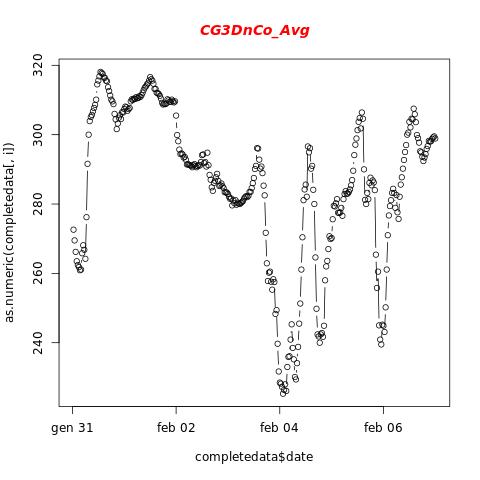 CG3DnCo_Avg
as.numeric(completedata[, i])
320
300
280
260
240
gen 31
feb 02
feb 04
feb 06
completedata$date